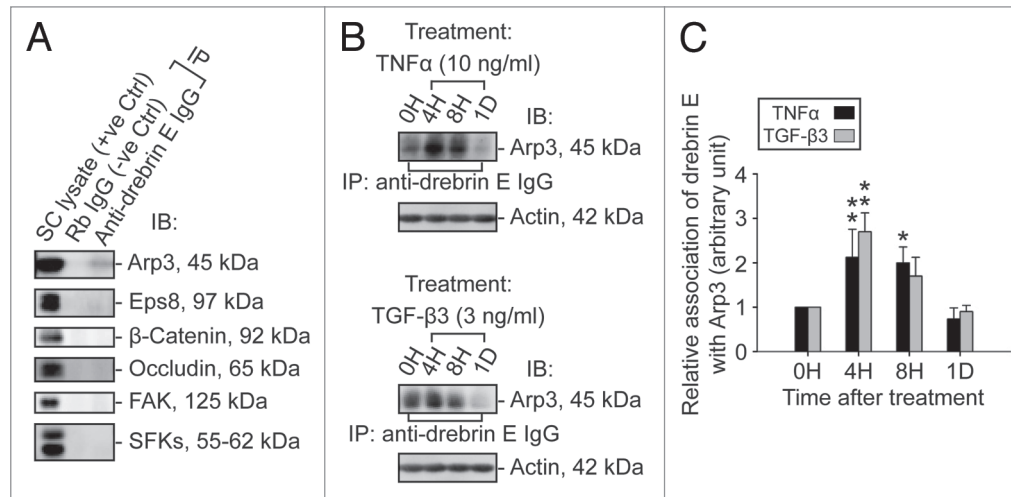 A
SC lysate (+ve Ctrl)
Rb IgG (-ve Ctrl)
Anti-drebrin E IgG
IP
IB:
Arp3, 45 kDa
Eps8, 97 kDa
β-Catenin, 92 kDa
Occludin, 65 kDa
FAK, 125 kDa
SFKs, 55-62 kDa
B
Treatment:
TNFα (10 ng/ml)
0H 4H 8H 1D
IB:
Arp3, 45 kDa
IP: anti-drebrin E IgG
Actin, 42 kDa
Treatment:
TGF-β3 (3 ng/ml)
0H 4H 8H 1D
IB:
Arp3, 45 kDa
IP: anti-drebrin E IgG
Actin, 42 kDa
C
TNFα
TGF-β3
Relative association of drebrin E
with Arp3 (arbitrary unit)
4
3
2
1
0
** ** *
0H 4H 8H 1D
Time after treatment